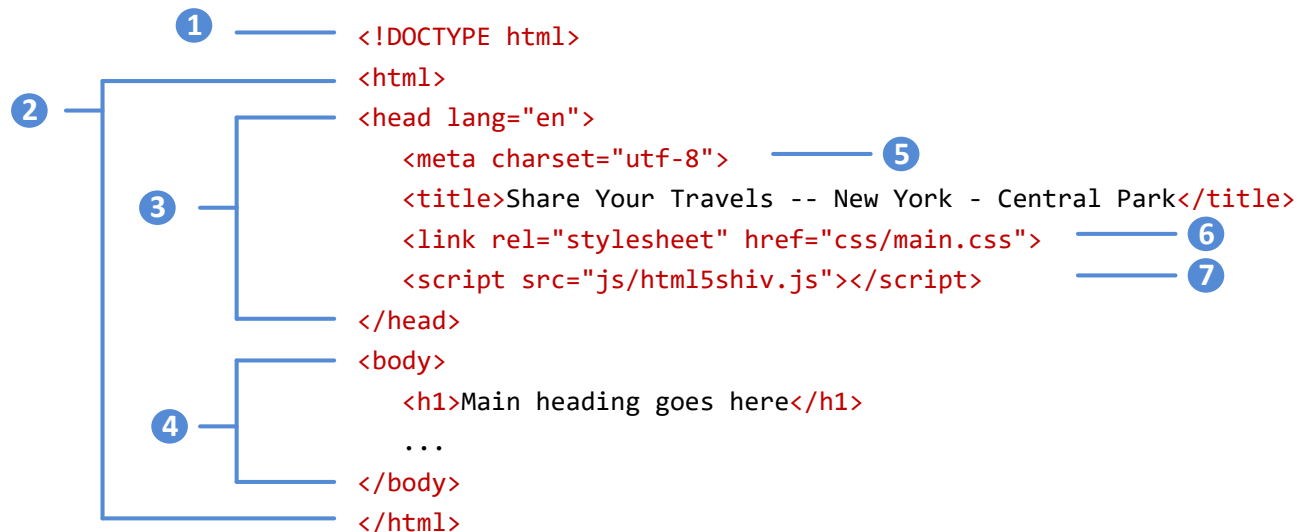 1 <!DOCTYPE html>
<html>
2 <head lang="en">
<meta charset="utf-8"> 5
3 <title>Share Your Travels -- New York - Central Park</title>
<link rel="stylesheet" href="css/main.css"> 6
<script src="js/html5shiv.js"></script> 7
</head>
<body>
<h1>Main heading goes here</h1>
4 ...
</body>
</html>